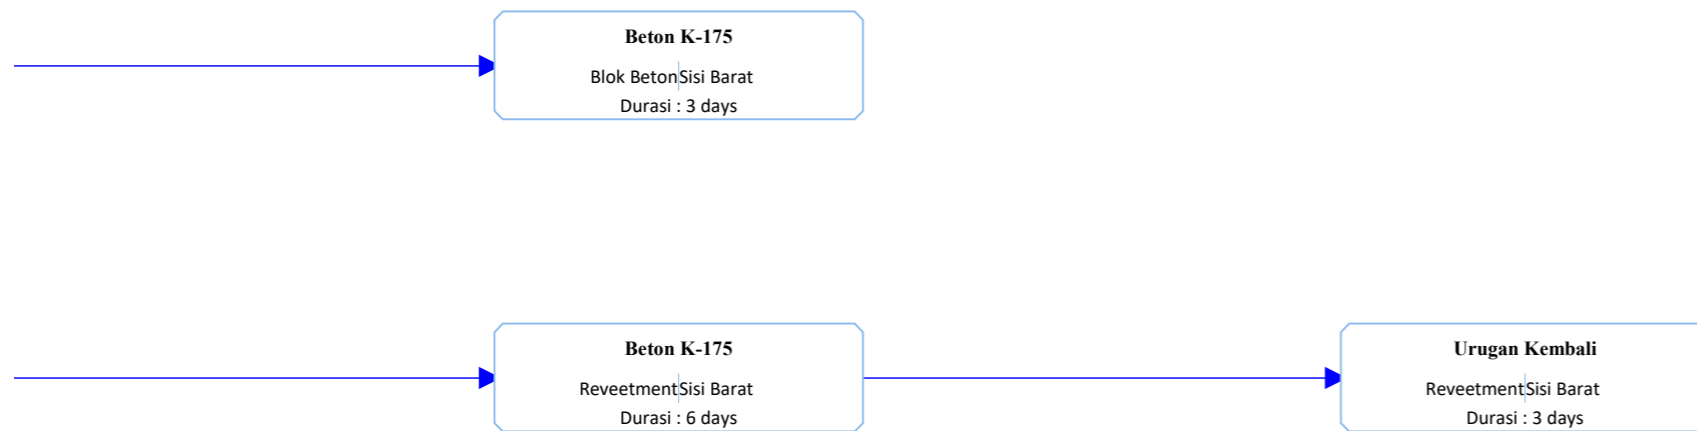 Beton K-175
Blok Beton Sisi Barat
Durasi : 3 days
Beton K-175
Reveetment Sisi Barat
Durasi : 6 days
Urugan Kembali
Reveetment Sisi Barat
Durasi : 3 days